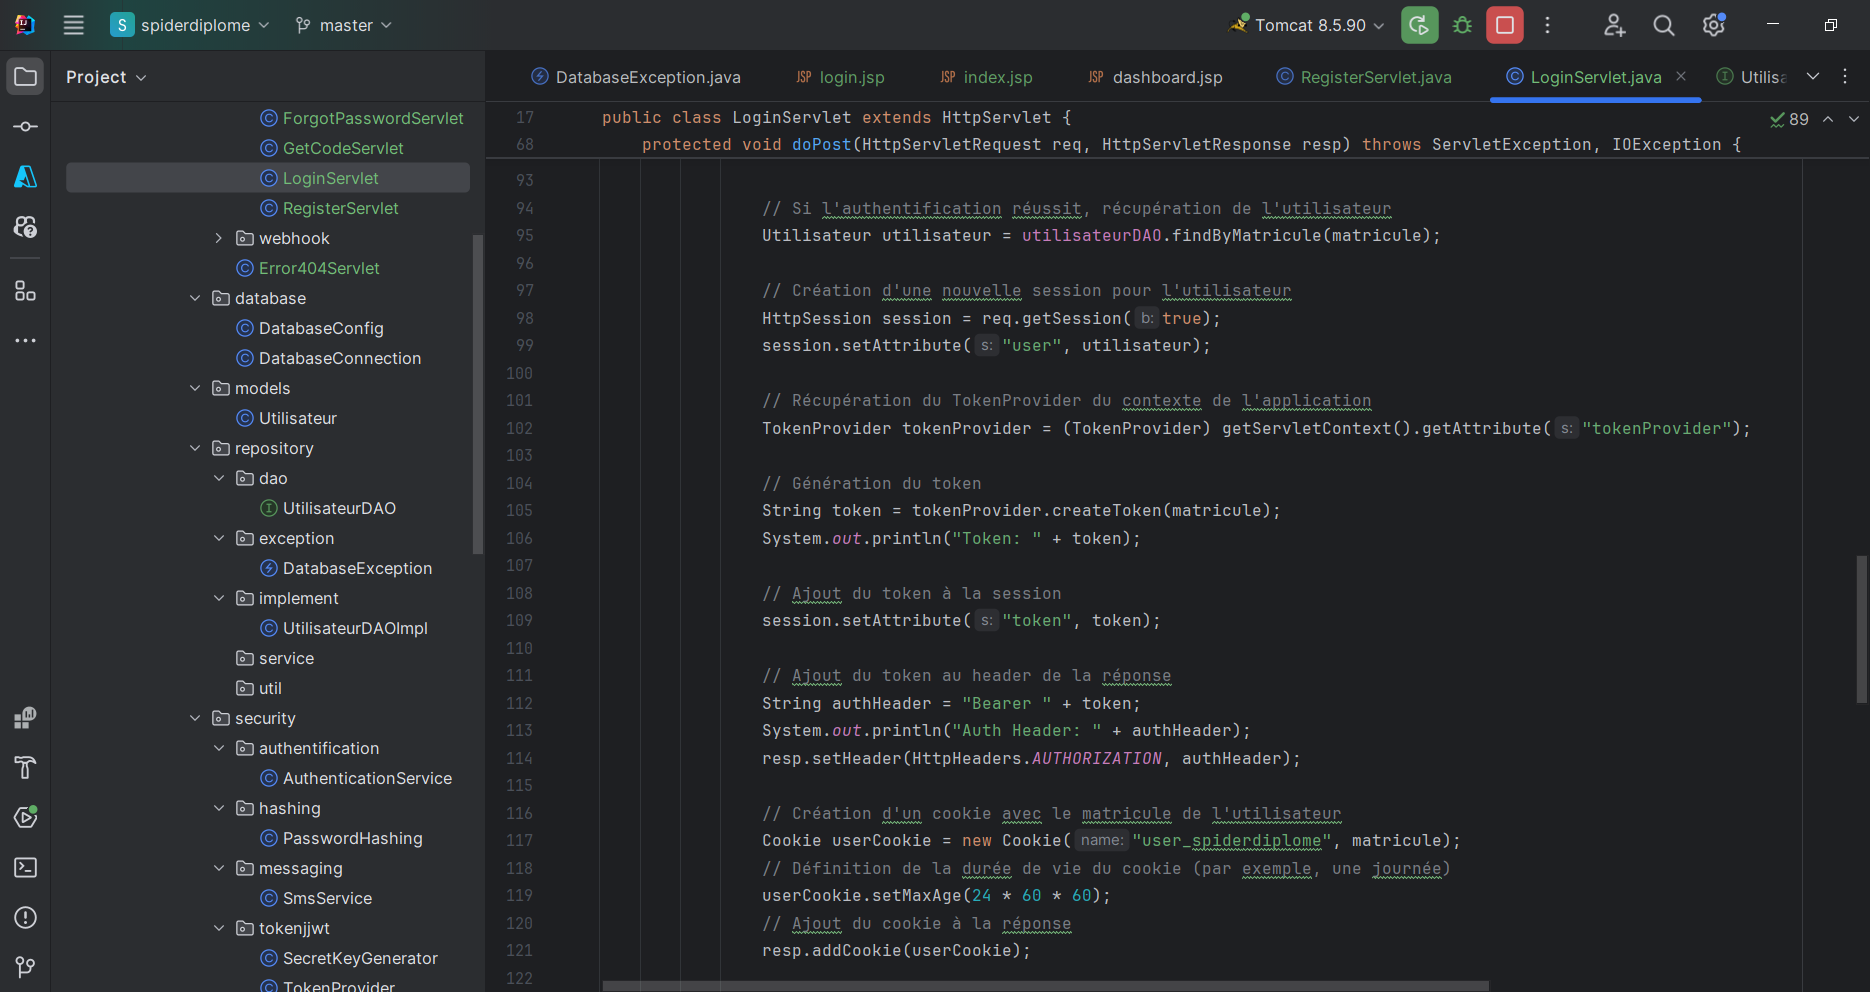 S spiderdiplome master Tomcat 8.5.90
Project
DatabaseException.java JSP login.jsp JSP index.jsp JSP dashboard.jsp RegisterServlet.java LoginServlet.java Utilisa
ForgotPasswordServlet
GetCodeServlet
LoginServlet
RegisterServlet
webhook
Error404Servlet
database
DatabaseConfig
DatabaseConnection
models
Utilisateur
repository
dao
UtilisateurDAO
exception
DatabaseException
implement
UtilisateurDAOImpl
service
util
security
authentification
AuthenticationService
hashing
PasswordHashing
messaging
SmsService
tokenjjwt
SecretKeyGenerator
TokenProvider
89
17 public class LoginServlet extends HttpServlet {
68 protected void doPost(HttpServletRequest req, HttpServletResponse resp) throws ServletException, IOException {
93
94 // Si l'authentification réussit, récupération de l'utilisateur
95 Utilisateur utilisateur = utilisateurDAO.findByMatricule(matricule);
96
97 // Création d'une nouvelle session pour l'utilisateur
98 HttpSession session = req.getSession( b: true);
99 session.setAttribute( s: "user", utilisateur);
100
101 // Récupération du TokenProvider du contexte de l'application
102 TokenProvider tokenProvider = (TokenProvider) getServletContext().getAttribute( s: "tokenProvider");
103
104 // Génération du token
105 String token = tokenProvider.createToken(matricule);
106 System.out.println("Token: " + token);
107
108 // Ajout du token à la session
109 session.setAttribute( s: "token", token);
110
111 // Ajout du token au header de la réponse
112 String authHeader = "Bearer " + token;
113 System.out.println("Auth Header: " + authHeader);
114 resp.setHeader(HttpHeaders.AUTHORIZATION, authHeader);
115
116 // Création d'un cookie avec le matricule de l'utilisateur
117 Cookie userCookie = new Cookie( name: "user_spiderdiplome", matricule);
118 // Définition de la durée de vie du cookie (par exemple, une journée)
119 userCookie.setMaxAge(24 * 60 * 60);
120 // Ajout du cookie à la réponse
121 resp.addCookie(userCookie);
122